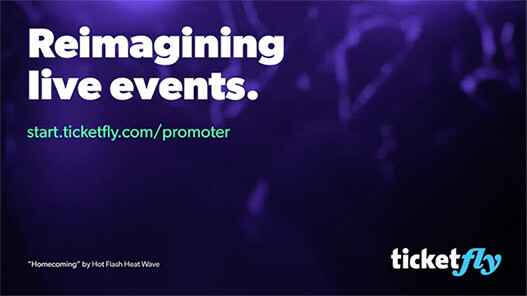 Reimagining
live events.
start.ticketfly.com/promoter
"Homecoming" by Hot Flash Heat Wave
ticketfly